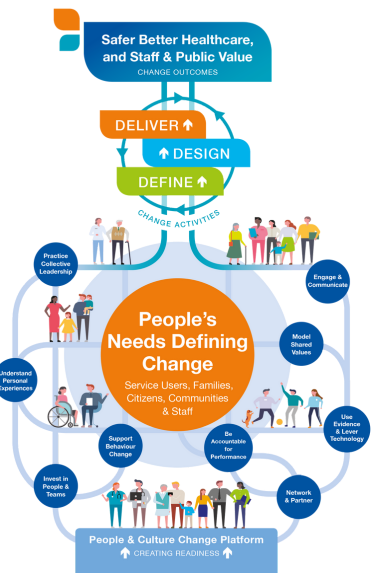 Safer Better Healthcare,
and Staff & Public Value
CHANGE OUTCOMES
DELIVER
DESIGN
DEFINE
CHANGE ACTIVITIES
Practice
Collective
Leadership
Engage &
Communicate
People's
Needs Defining
Change
Service Users, Families,
Citizens, Communities
& Staff
Model
Shared
Values
Understand
Personal
Experiences
Use
Evidence & Lever
Technology
Support
Behaviour
Change
Be
Accountable
for
Performance
Invest in
People &
Teams
Network
& Partner
People & Culture Change Platform
CREATING READINESS